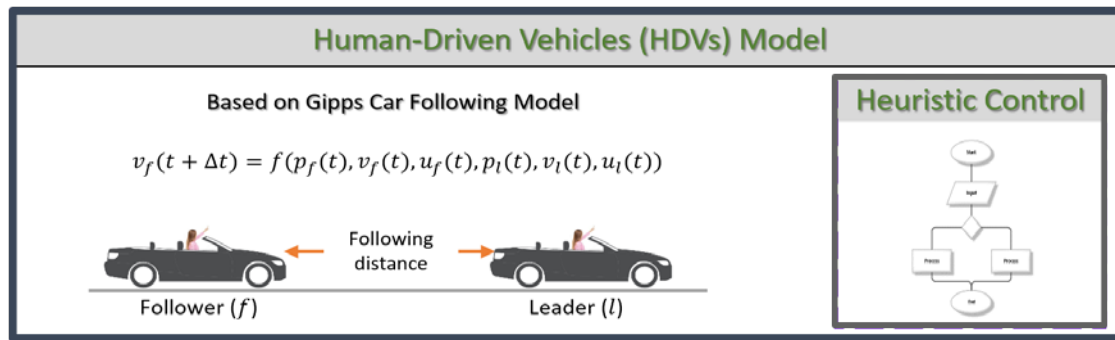 Human-Driven Vehicles (HDVs) Model
Based on Gipps Car Following Model
v_f(t + Δt) = f(p_f(t), v_f(t), u_f(t), p_l(t), v_l(t), u_l(t))
Following
distance
Follower (f)
Leader (l)
Heuristic Control
Start
Input
Process
Process
End